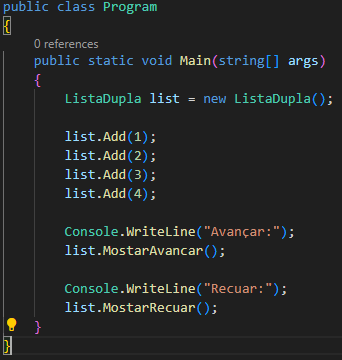 public class Program
{
0 references
public static void Main(string[] args)
{
ListaDupla list = new ListaDupla();
list.Add(1);
list.Add(2);
list.Add(3);
list.Add(4);
Console.WriteLine("Avançar:");
list.MostarAvancar();
Console.WriteLine("Recuar:");
list.MostarRecuar();
}
}